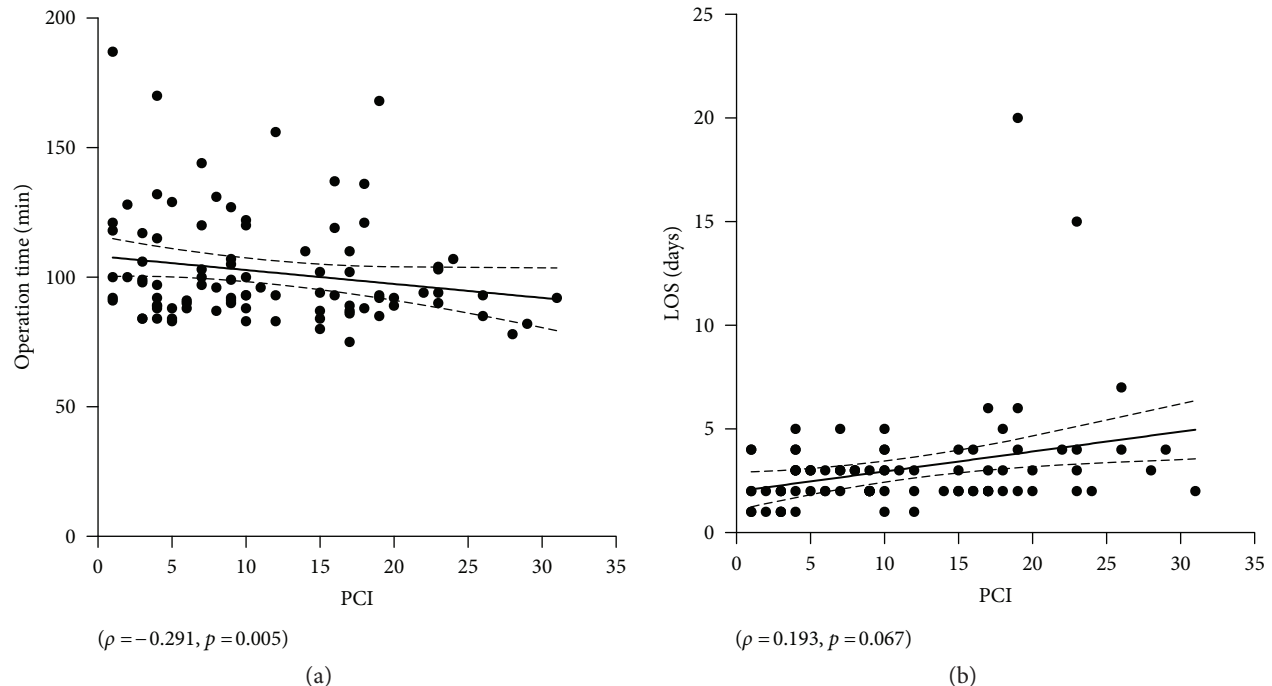 200
150
100
50
0
Operation time (min)
0 5 10 15 20 25 30 35
PCI
(ρ = −0.291, p = 0.005)
(a)
25
20
15
10
5
0
LOS (days)
0 5 10 15 20 25 30 35
PCI
(ρ = 0.193, p = 0.067)
(b)